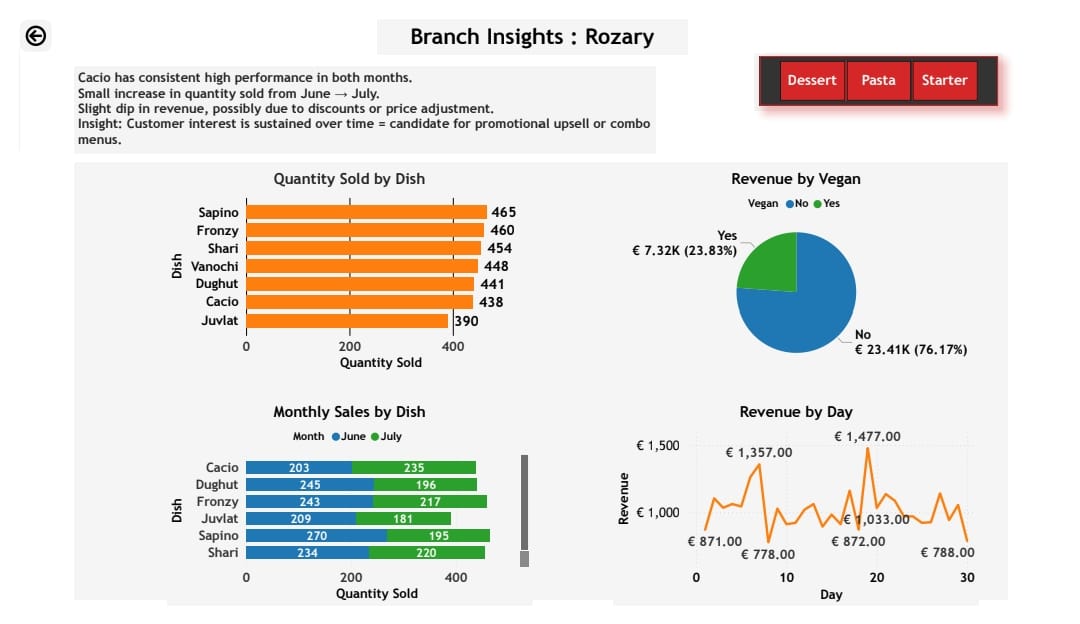 Branch Insights : Rozary
Cacio has consistent high performance in both months.
Small increase in quantity sold from June → July.
Slight dip in revenue, possibly due to discounts or price adjustment.
Insight: Customer interest is sustained over time = candidate for promotional upsell or combo
menus.
Dessert Pasta Starter
Quantity Sold by Dish
Dish
Sapino 465
Fronzy 460
Shari 454
Vanochi 448
Dughut 441
Cacio 438
Juvlat 390
0 200 400
Quantity Sold
Revenue by Vegan
Vegan No Yes
Yes
€ 7.32K (23.83%)
No
€ 23.41K (76.17%)
Monthly Sales by Dish
Month June July
Dish
Cacio 203 235
Dughut 245 196
Fronzy 243 217
Juvlat 209 181
Sapino 270 195
Shari 234 220
0 200 400
Quantity Sold
Revenue by Day
Revenue
€ 1,500
€ 1,000
€ 1,477.00
€ 1,357.00
€ 1,033.00
€ 871.00
€ 872.00
€ 778.00
€ 788.00
0 10 20 30
Day